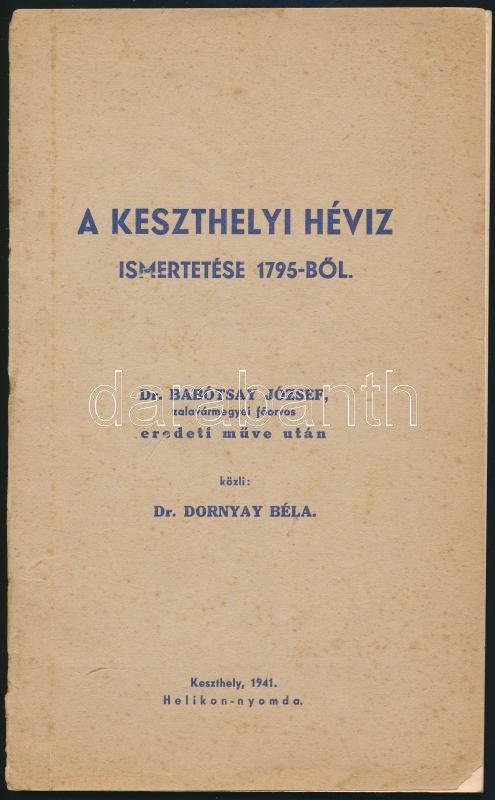 A KESZTHELYI HÉVIZ
ISMERTETÉSE 1795-BŐL.
Dr. BABÓTSAY JÓZSEF,
zalavármegyei főorvos
eredeti műve után
darabanth
közli:
Dr. DORNYAY BÉLA.
Keszthely, 1941.
Helikon-nyomda.